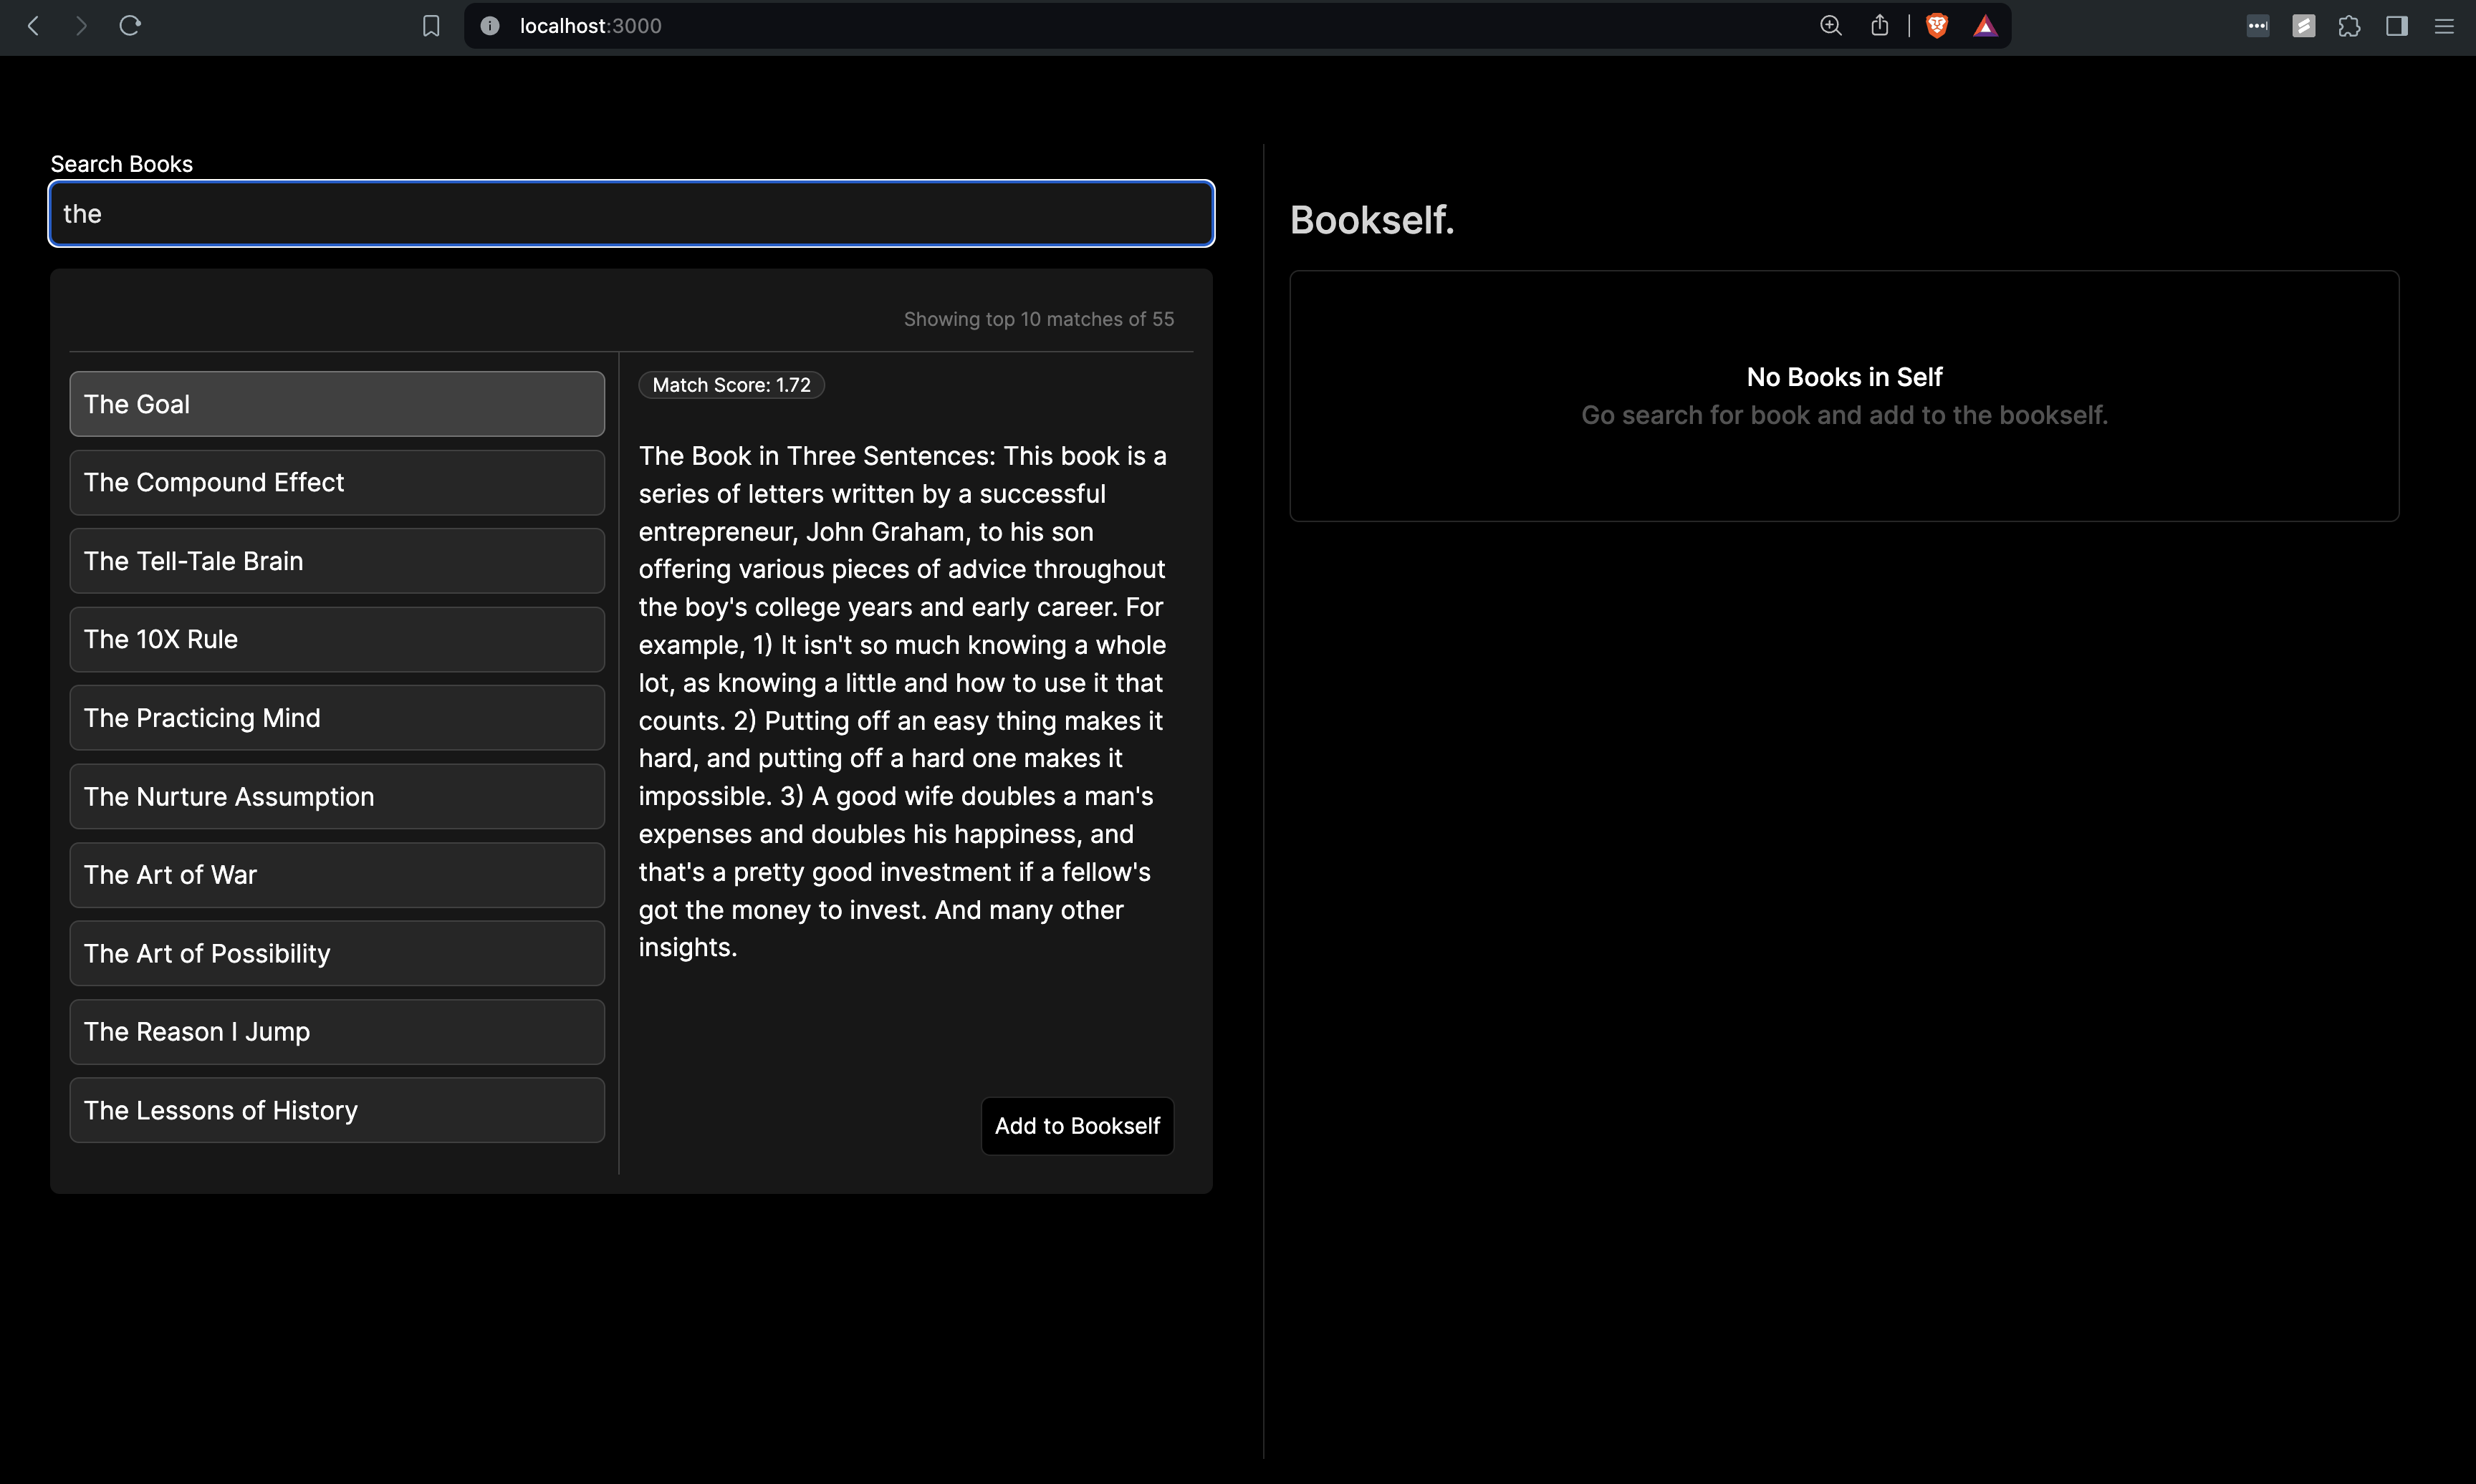 localhost:3000
Search Books
the
Showing top 10 matches of 55
The Goal
The Compound Effect
The Tell-Tale Brain
The 10X Rule
The Practicing Mind
The Nurture Assumption
The Art of War
The Art of Possibility
The Reason I Jump
The Lessons of History
Match Score: 1.72
The Book in Three Sentences: This book is a
series of letters written by a successful
entrepreneur, John Graham, to his son
offering various pieces of advice throughout
the boy's college years and early career. For
example, 1) It isn't so much knowing a whole
lot, as knowing a little and how to use it that
counts. 2) Putting off an easy thing makes it
hard, and putting off a hard one makes it
impossible. 3) A good wife doubles a man's
expenses and doubles his happiness, and
that's a pretty good investment if a fellow's
got the money to invest. And many other
insights.
Add to Bookself
Bookself.
No Books in Self
Go search for book and add to the bookself.